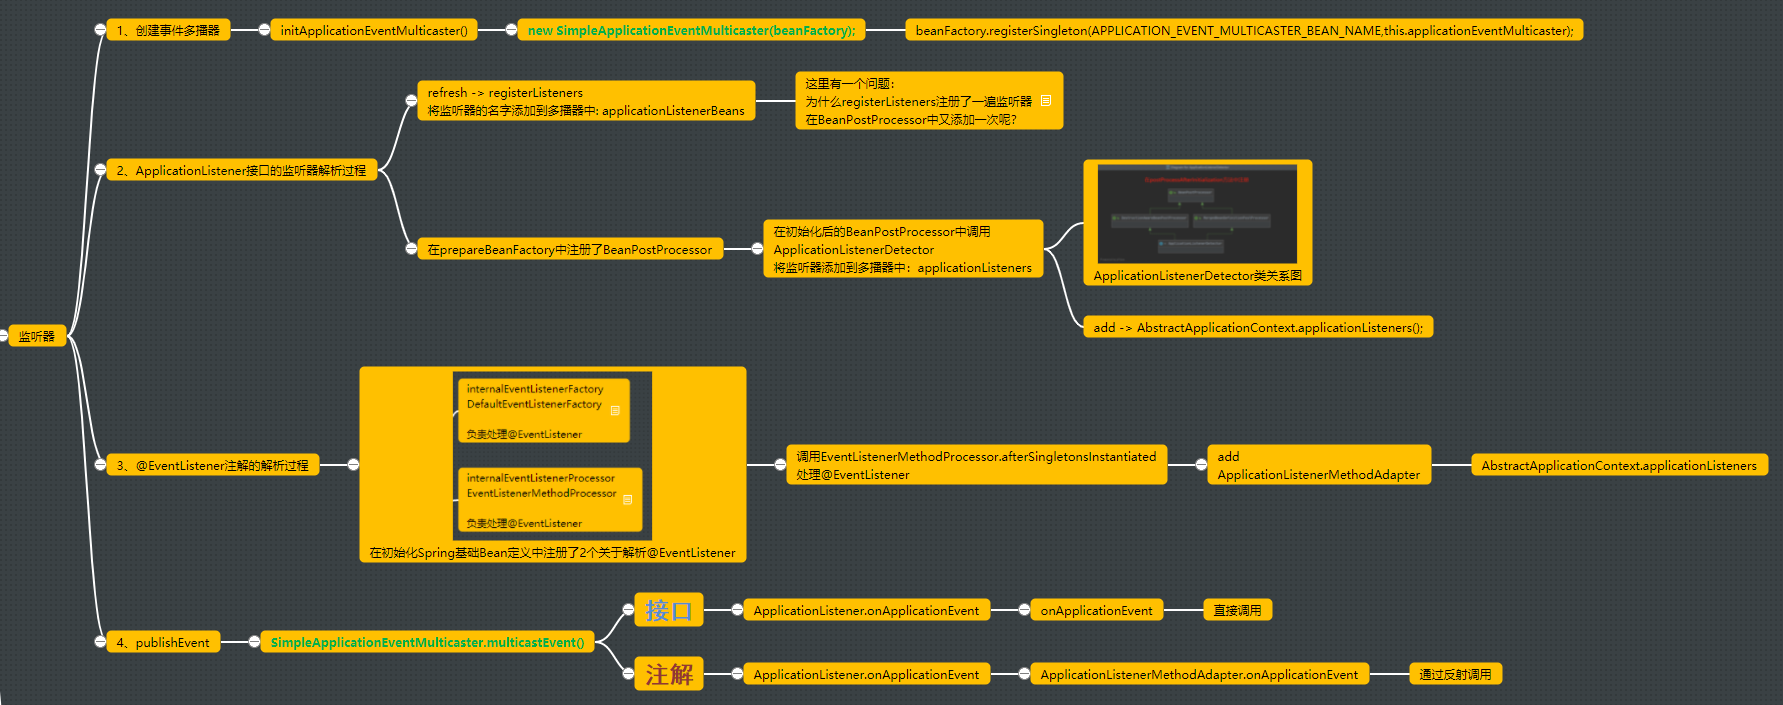 监听器
1、创建事件多播器
initApplicationEventMulticaster()
new SimpleApplicationEventMulticaster(beanFactory);
beanFactory.registerSingleton(APPLICATION_EVENT_MULTICASTER_BEAN_NAME,this.applicationEventMulticaster);
2、ApplicationListener接口的监听器解析过程
refresh -> registerListeners
将监听器的名字添加到多播器中: applicationListenerBeans
这里有一个问题：
为什么registerListeners注册了一遍监听器
在BeanPostProcessor中又添加一次呢？
在prepareBeanFactory中注册了BeanPostProcessor
在初始化后的BeanPostProcessor中调用
ApplicationListenerDetector
将监听器添加到多播器中：applicationListeners
ApplicationListenerDetector类关系图
add -> AbstractApplicationContext.applicationListeners();
3、@EventListener注解的解析过程
internalEventListenerFactory
DefaultEventListenerFactory
负责处理@EventListener
internalEventListenerProcessor
EventListenerMethodProcessor
负责处理@EventListener
在初始化Spring基础Bean定义中注册了2个关于解析@EventListener
调用EventListenerMethodProcessor.afterSingletonsInstantiated
处理@EventListener
add
ApplicationListenerMethodAdapter
AbstractApplicationContext.applicationListeners
4、publishEvent
SimpleApplicationEventMulticaster.multicastEvent()
接口
ApplicationListener.onApplicationEvent
onApplicationEvent
直接调用
注解
ApplicationListener.onApplicationEvent
ApplicationListenerMethodAdapter.onApplicationEvent
通过反射调用